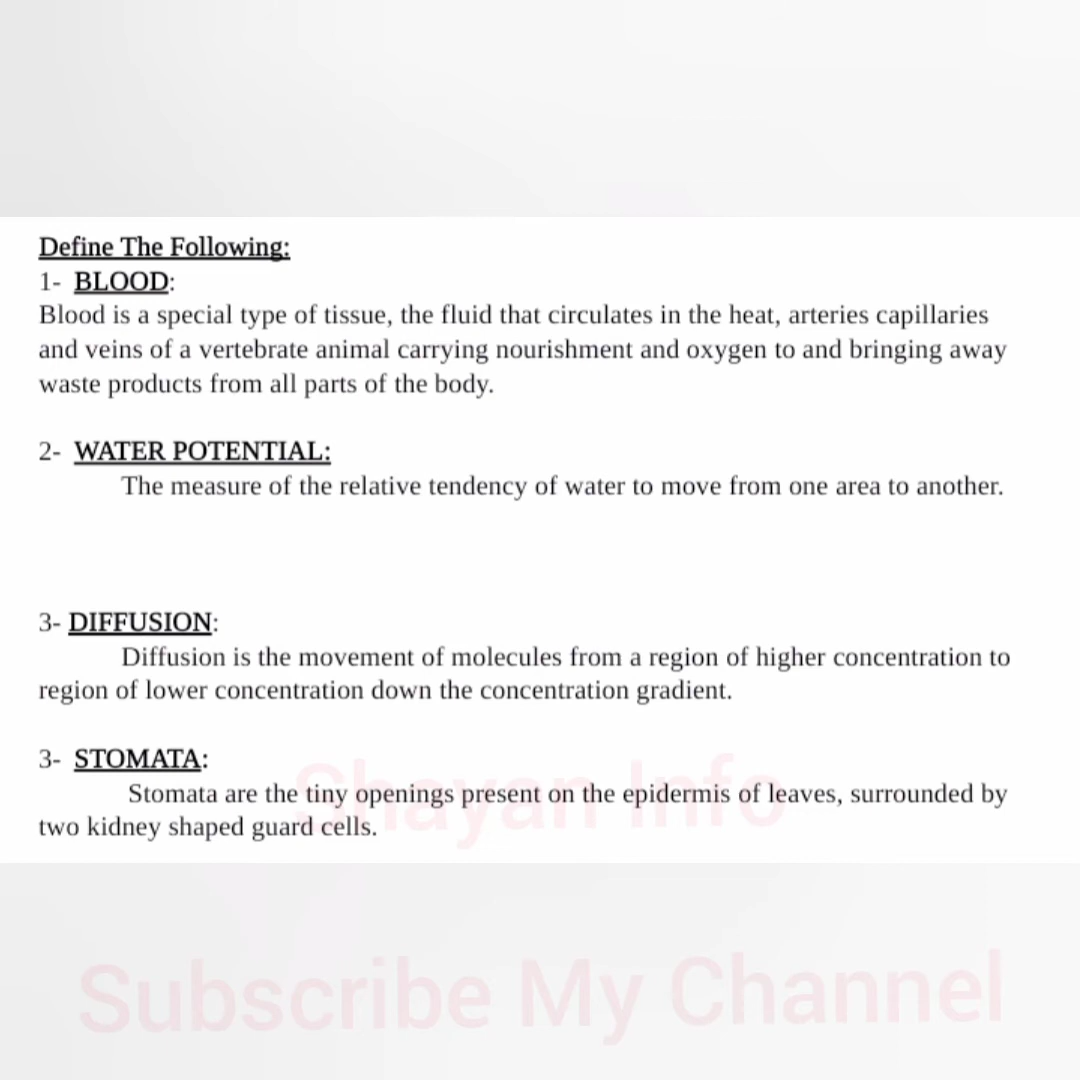 Define The Following:
1- BLOOD:
Blood is a special type of tissue, the fluid that circulates in the heat, arteries capillaries
and veins of a vertebrate animal carrying nourishment and oxygen to and bringing away
waste products from all parts of the body.
2- WATER POTENTIAL:
The measure of the relative tendency of water to move from one area to another.
3- DIFFUSION:
Diffusion is the movement of molecules from a region of higher concentration to
region of lower concentration down the concentration gradient.
3- STOMATA:
Shayan Info
Stomata are the tiny openings present on the epidermis of leaves, surrounded by
two kidney shaped guard cells.
Subscribe My Channel